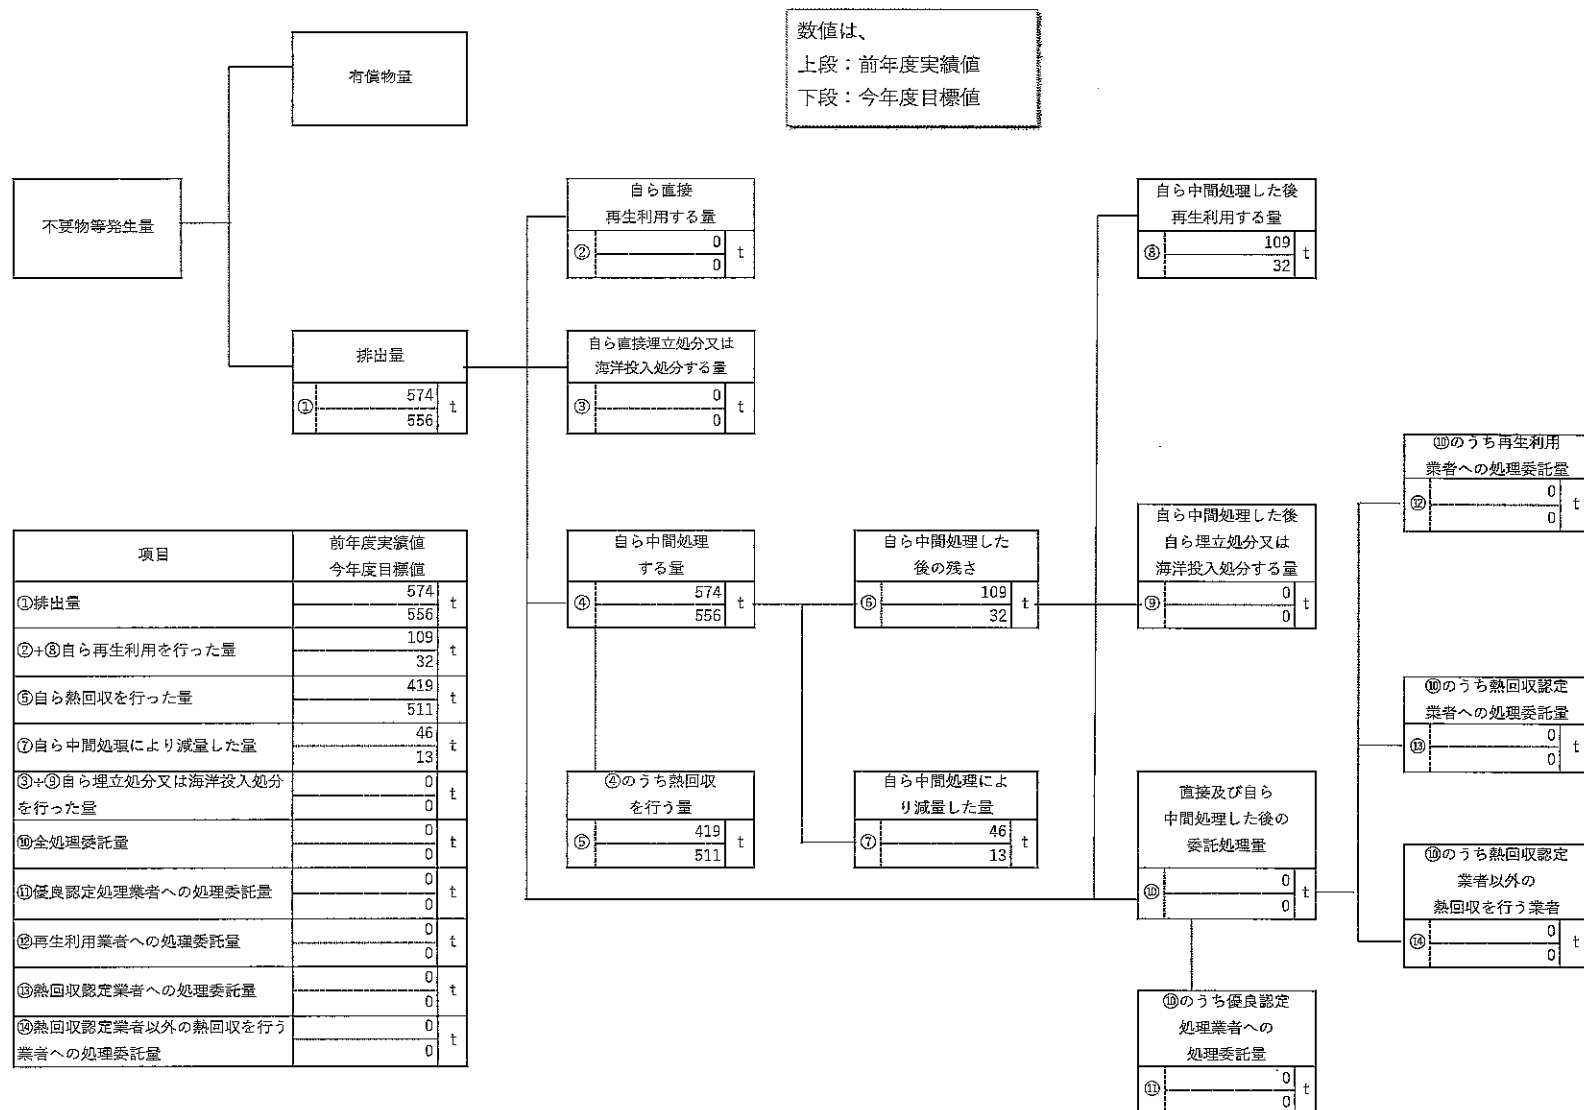 数値は、
上段：前年度実績値
下段：今年度目標値
有償物量
不要物等発生量
排出量
① 574 t
556
自ら直接
再生利用する量
② 0 t
0
自ら直接埋立処分又は
海洋投入処分する量
③ 0 t
0
自ら中間処理
する量
④ 574 t
556
④のうち熱回収
を行う量
⑤ 419 t
511
自ら中間処理した
後の残さ
⑥ 109 t
32
自ら中間処理によ
り減量した量
⑦ 46 t
13
自ら中間処理した後
再生利用する量
⑧ 109 t
32
自ら中間処理した後
自ら埋立処分又は
海洋投入処分する量
⑨ 0 t
0
直接及び自ら
中間処理した後の
委託処理量
⑩ 0 t
0
⑩のうち優良認定
処理業者への
処理委託量
⑪ 0 t
0
⑩のうち再生利用
業者への処理委託量
⑫ 0 t
0
⑩のうち熱回収認定
業者への処理委託量
⑬ 0 t
0
⑩のうち熱回収認定
業者以外の
熱回収を行う業者
⑭ 0 t
0
項目 前年度実績値
今年度目標値
①排出量 574 t
556
②+⑧自ら再生利用を行った量 109 t
32
⑤自ら熱回収を行った量 419 t
511
⑦自ら中間処理により減量した量 46 t
13
③+⑨自ら埋立処分又は海洋投入処分 0 t
を行った量 0
⑩全処理委託量 0 t
0
⑪優良認定処理業者への処理委託量 0 t
0
⑫再生利用業者への処理委託量 0 t
0
⑬熱回収認定業者への処理委託量 0 t
0
⑭熱回収認定業者以外の熱回収を行う 0 t
業者への処理委託量 0